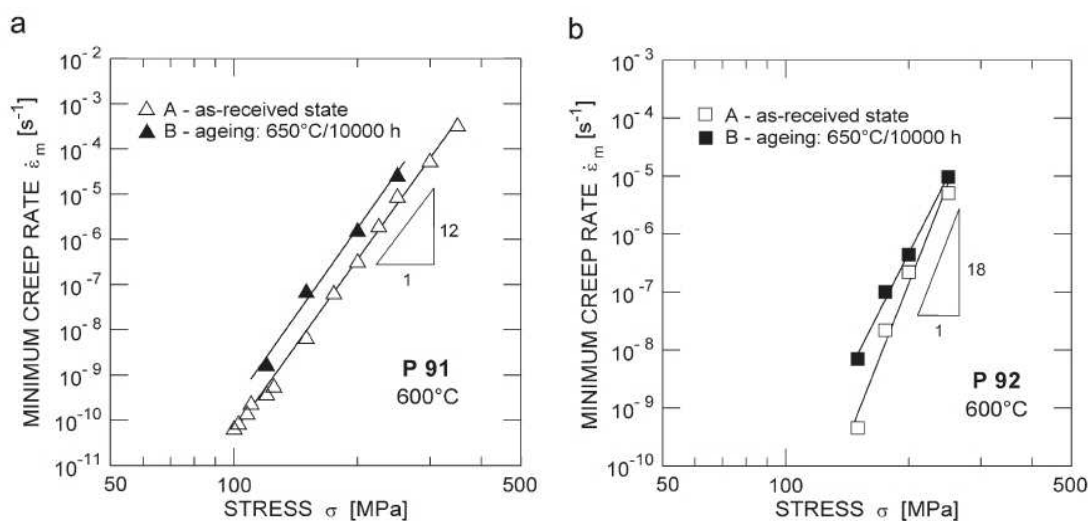 a
MINIMUM CREEP RATE ε̇m [s⁻¹]
10⁻²
10⁻³
10⁻⁴
10⁻⁵
10⁻⁶
10⁻⁷
10⁻⁸
10⁻⁹
10⁻¹⁰
10⁻¹¹
△ A - as-received state
▲ B - ageing: 650°C/10000 h
12
1
P 91
600°C
50 100 500
STRESS σ [MPa]
b
MINIMUM CREEP RATE ε̇m [s⁻¹]
10⁻³
10⁻⁴
10⁻⁵
10⁻⁶
10⁻⁷
10⁻⁸
10⁻⁹
10⁻¹⁰
□ A - as-received state
■ B - ageing: 650°C/10000 h
18
1
P 92
600°C
50 100 500
STRESS σ [MPa]